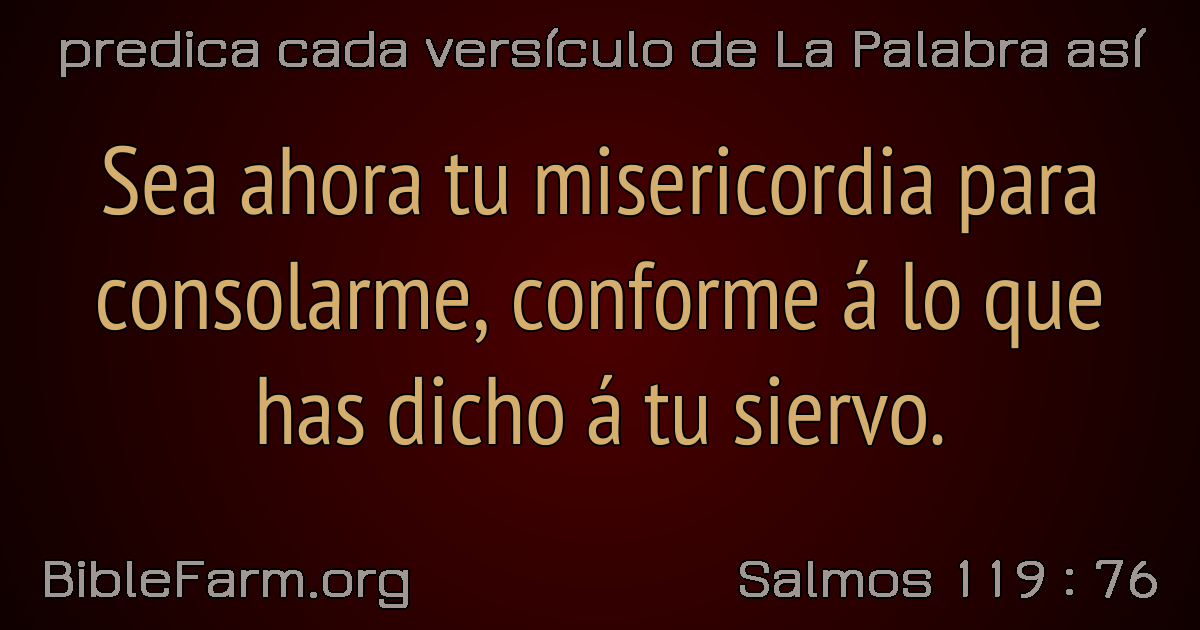 predica cada versículo de La Palabra así
Sea ahora tu misericordia para
consolarme, conforme á lo que
has dicho á tu siervo.
BibleFarm.org
Salmos 119 : 76